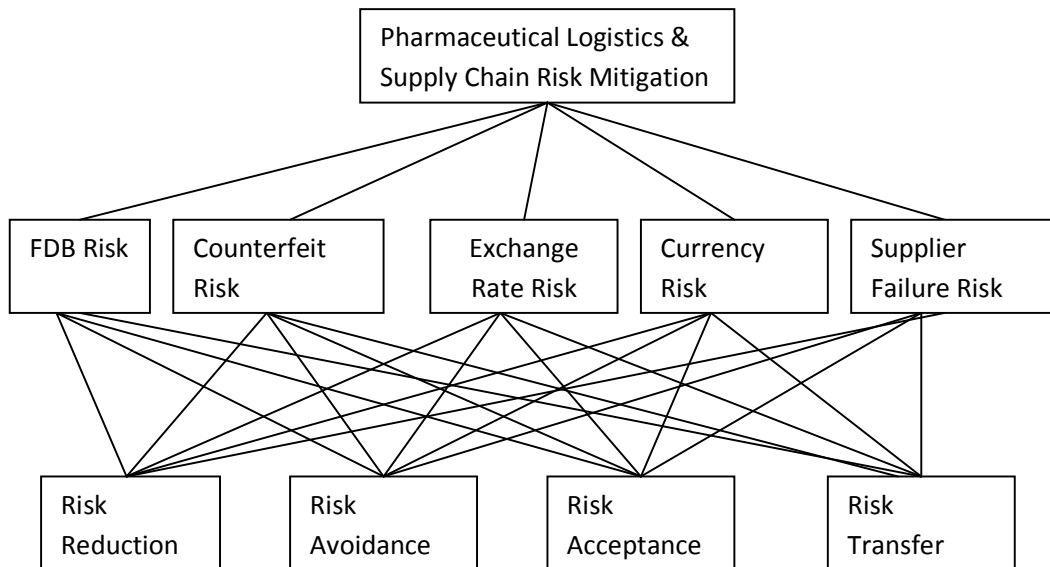 Pharmaceutical Logistics &
Supply Chain Risk Mitigation
FDB Risk
Counterfeit
Risk
Exchange
Rate Risk
Currency
Risk
Supplier
Failure Risk
Risk
Reduction
Risk
Avoidance
Risk
Acceptance
Risk
Transfer